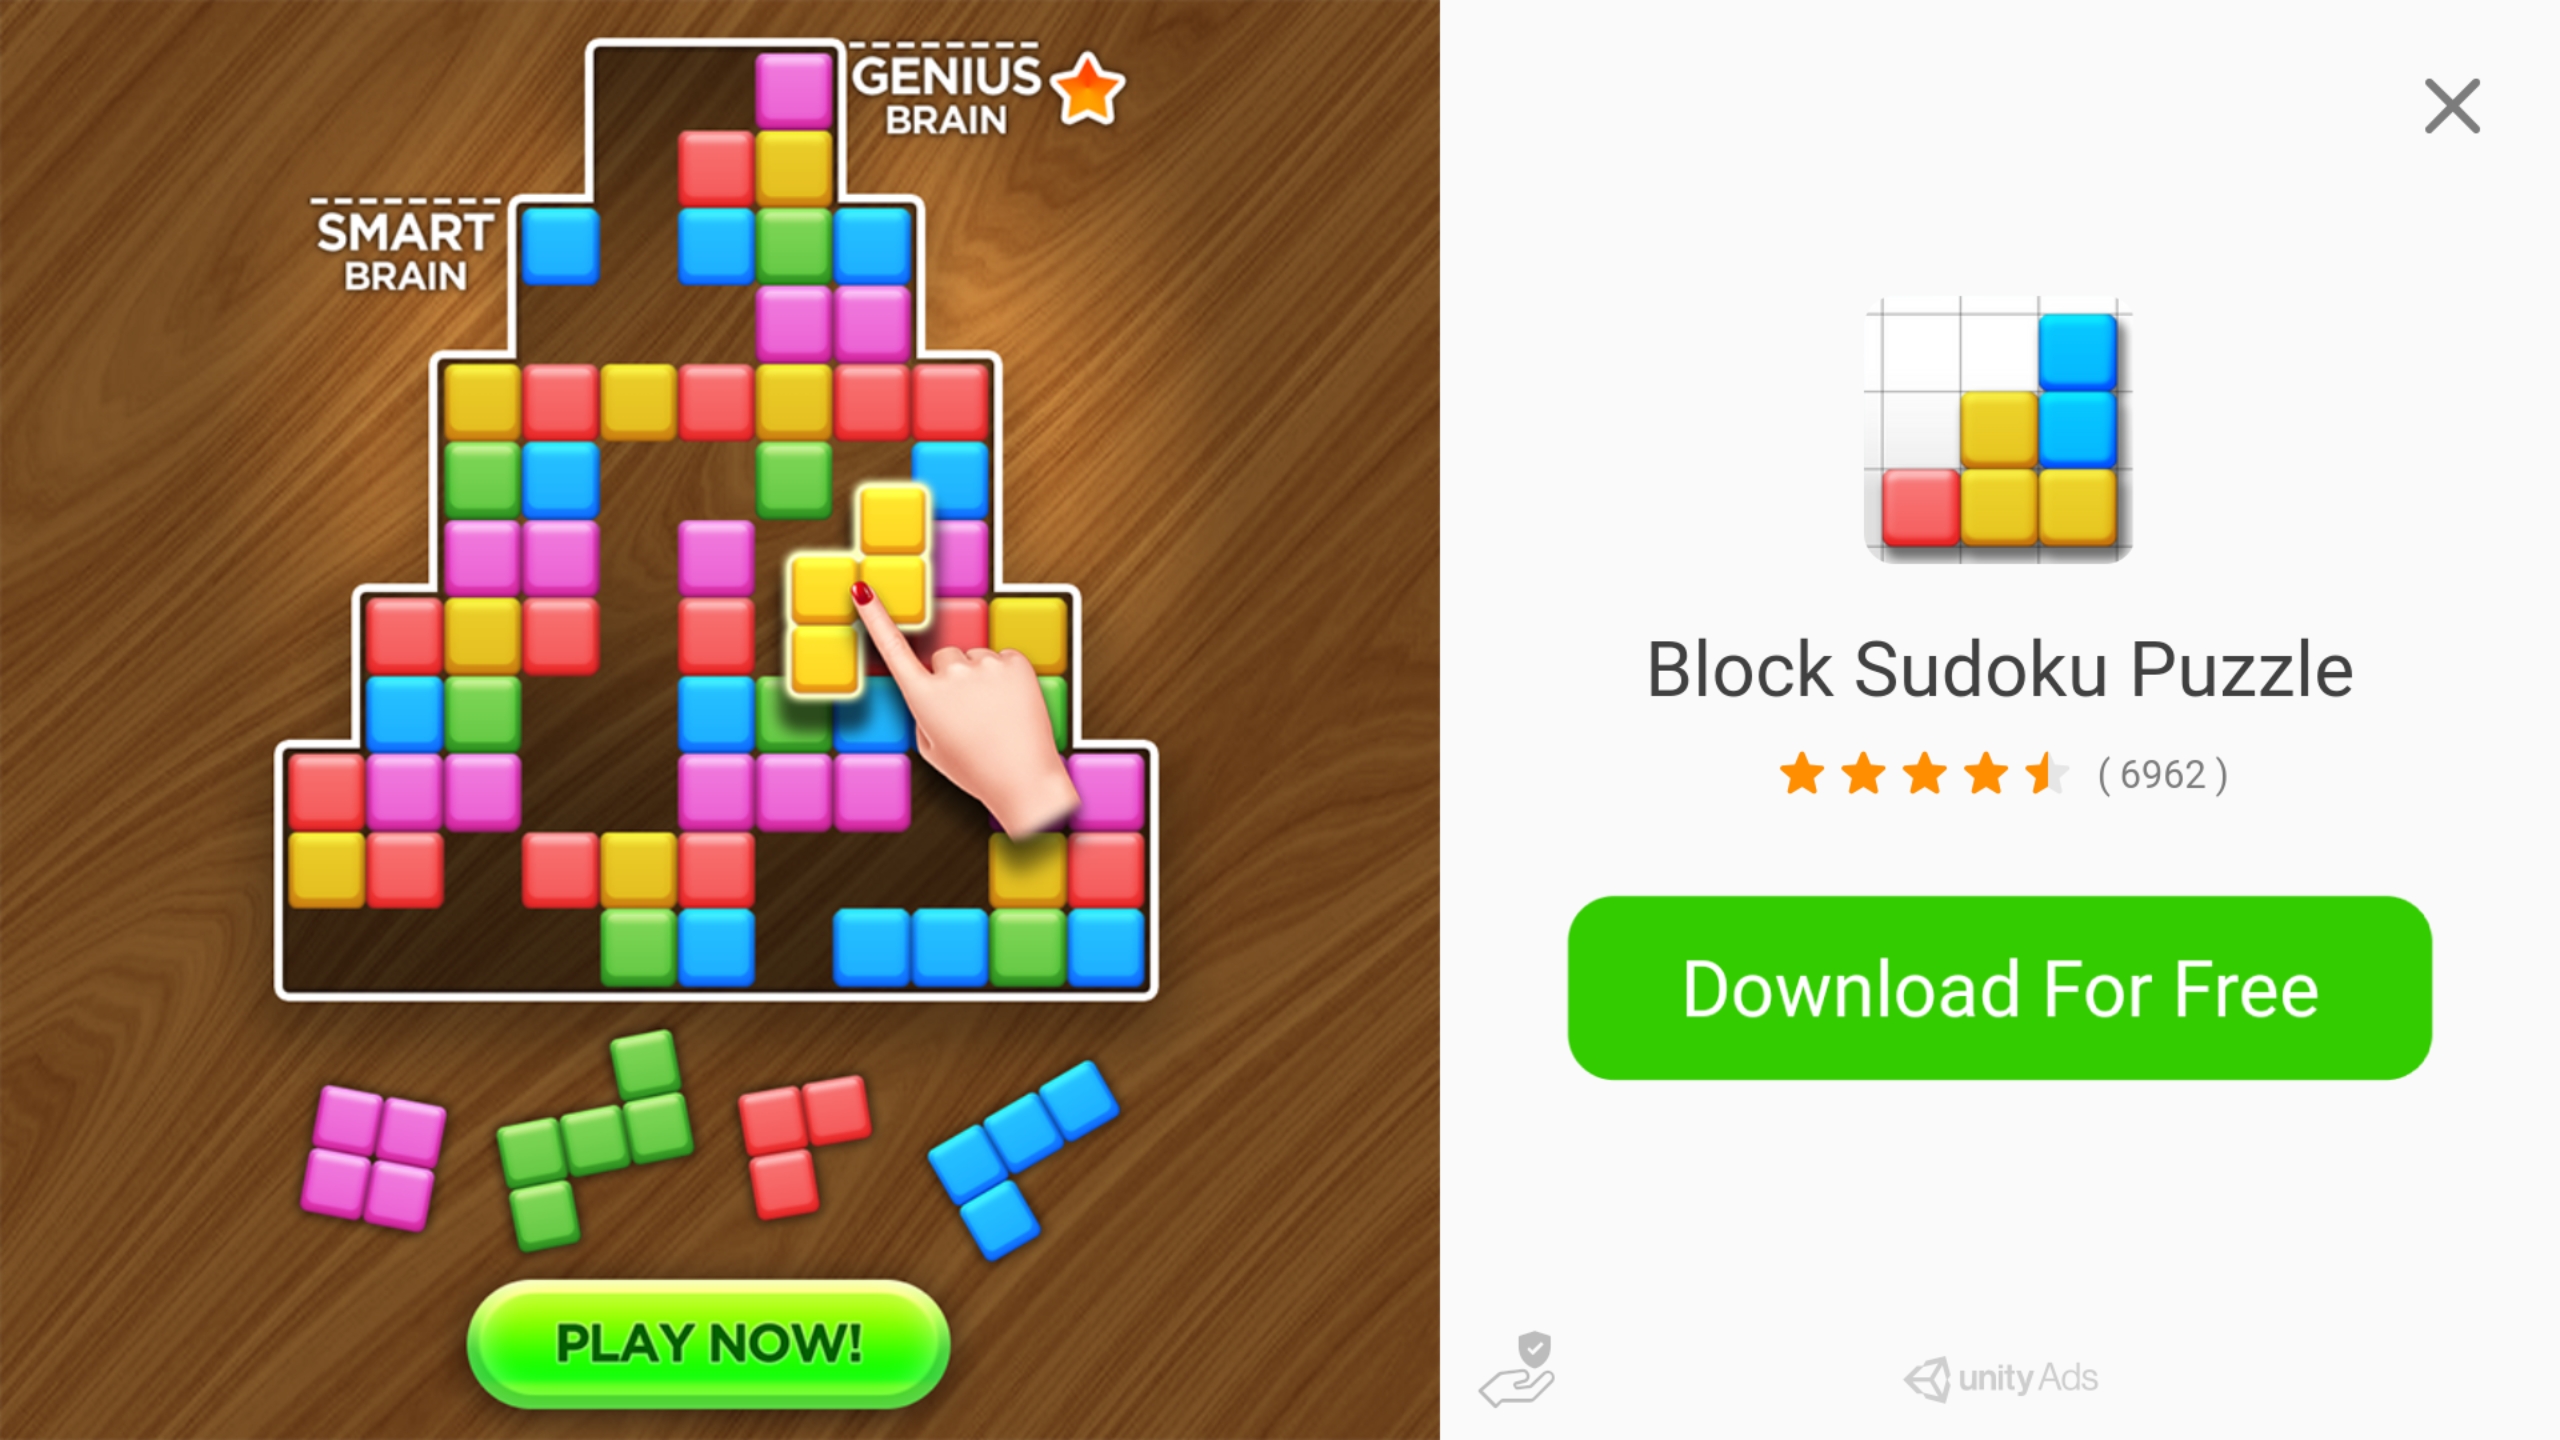 GENIUS
BRAIN
SMART
BRAIN
PLAY NOW!
Block Sudoku Puzzle
( 6962 )
Download For Free
unity Ads